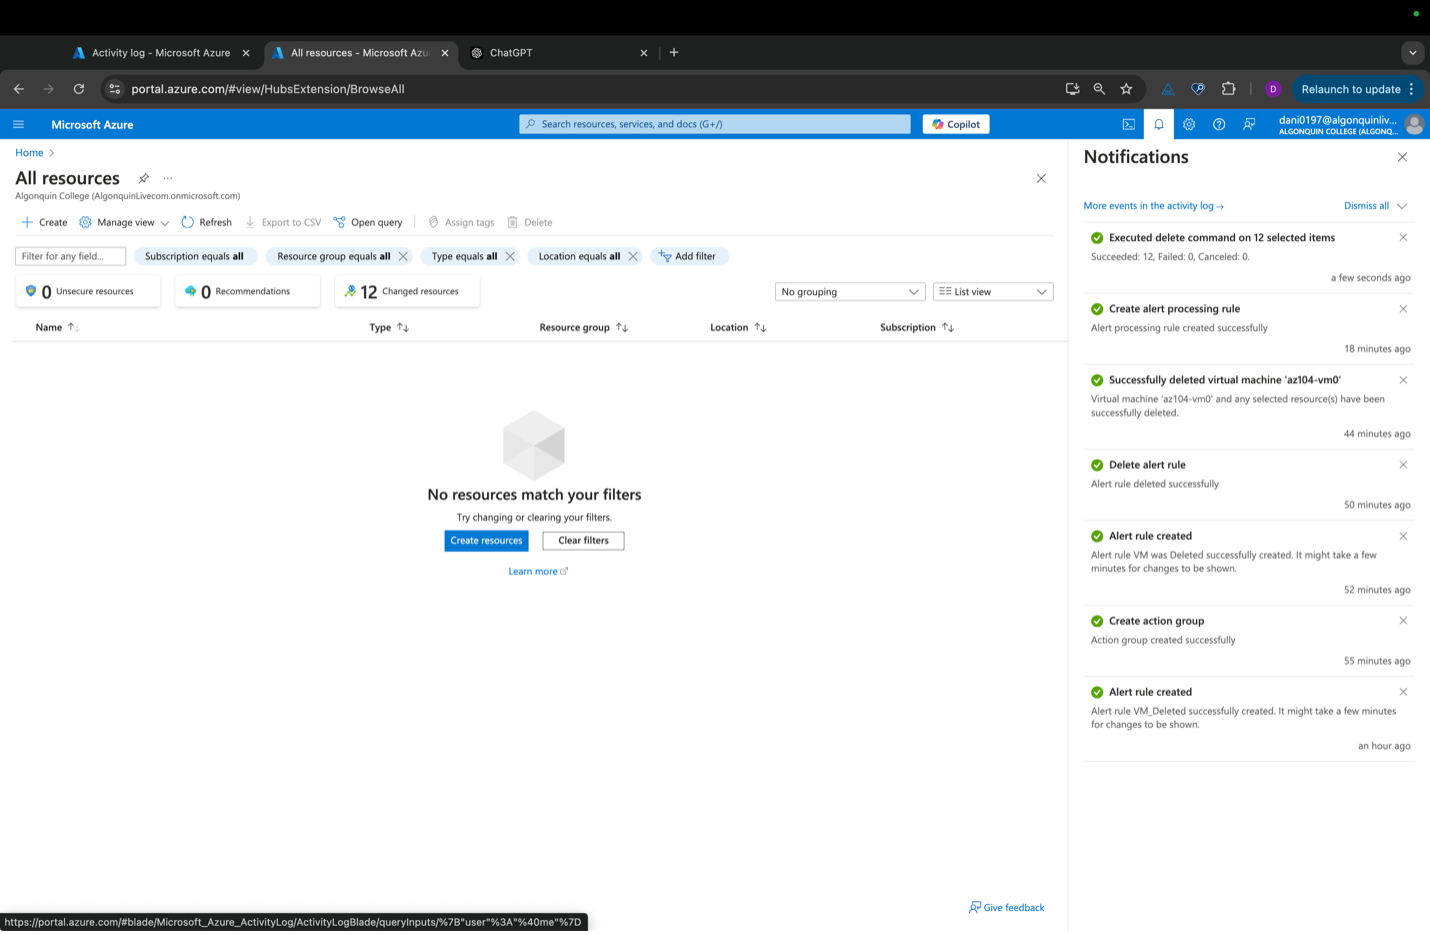 Activity log - Microsoft Azure
All resources - Microsoft Azu
ChatGPT
portal.azure.com/#view/HubsExtension/BrowseAll
D
Relaunch to update
Microsoft Azure
Search resources, services, and docs (G+/)
Copilot
dani0197@algonquinliv...
ALGONQUIN COLLEGE (ALGONQ...
Home
All resources
Algonquin College (AlgonquinLivecom.onmicrosoft.com)
Create
Manage view
Refresh
Export to CSV
Open query
Assign tags
Delete
Filter for any field...
Subscription equals all
Resource group equals all
Type equals all
Location equals all
Add filter
0 Unsecure resources
0 Recommendations
12 Changed resources
No grouping
List view
Name
Type
Resource group
Location
Subscription
No resources match your filters
Try changing or clearing your filters.
Create resources
Clear filters
Learn more
Give feedback
https://portal.azure.com/#blade/Microsoft_Azure_ActivityLog/ActivityLogBlade/queryInputs/%7B"user"%3A"%40me"%7D
Notifications
More events in the activity log →
Dismiss all
Executed delete command on 12 selected items
Succeeded: 12, Failed: 0, Canceled: 0.
a few seconds ago
Create alert processing rule
Alert processing rule created successfully
18 minutes ago
Successfully deleted virtual machine 'az104-vm0'
Virtual machine 'az104-vm0' and any selected resource(s) have been
successfully deleted.
44 minutes ago
Delete alert rule
Alert rule deleted successfully
50 minutes ago
Alert rule created
Alert rule VM was Deleted successfully created. It might take a few
minutes for changes to be shown.
52 minutes ago
Create action group
Action group created successfully
55 minutes ago
Alert rule created
Alert rule VM_Deleted successfully created. It might take a few minutes
for changes to be shown.
an hour ago